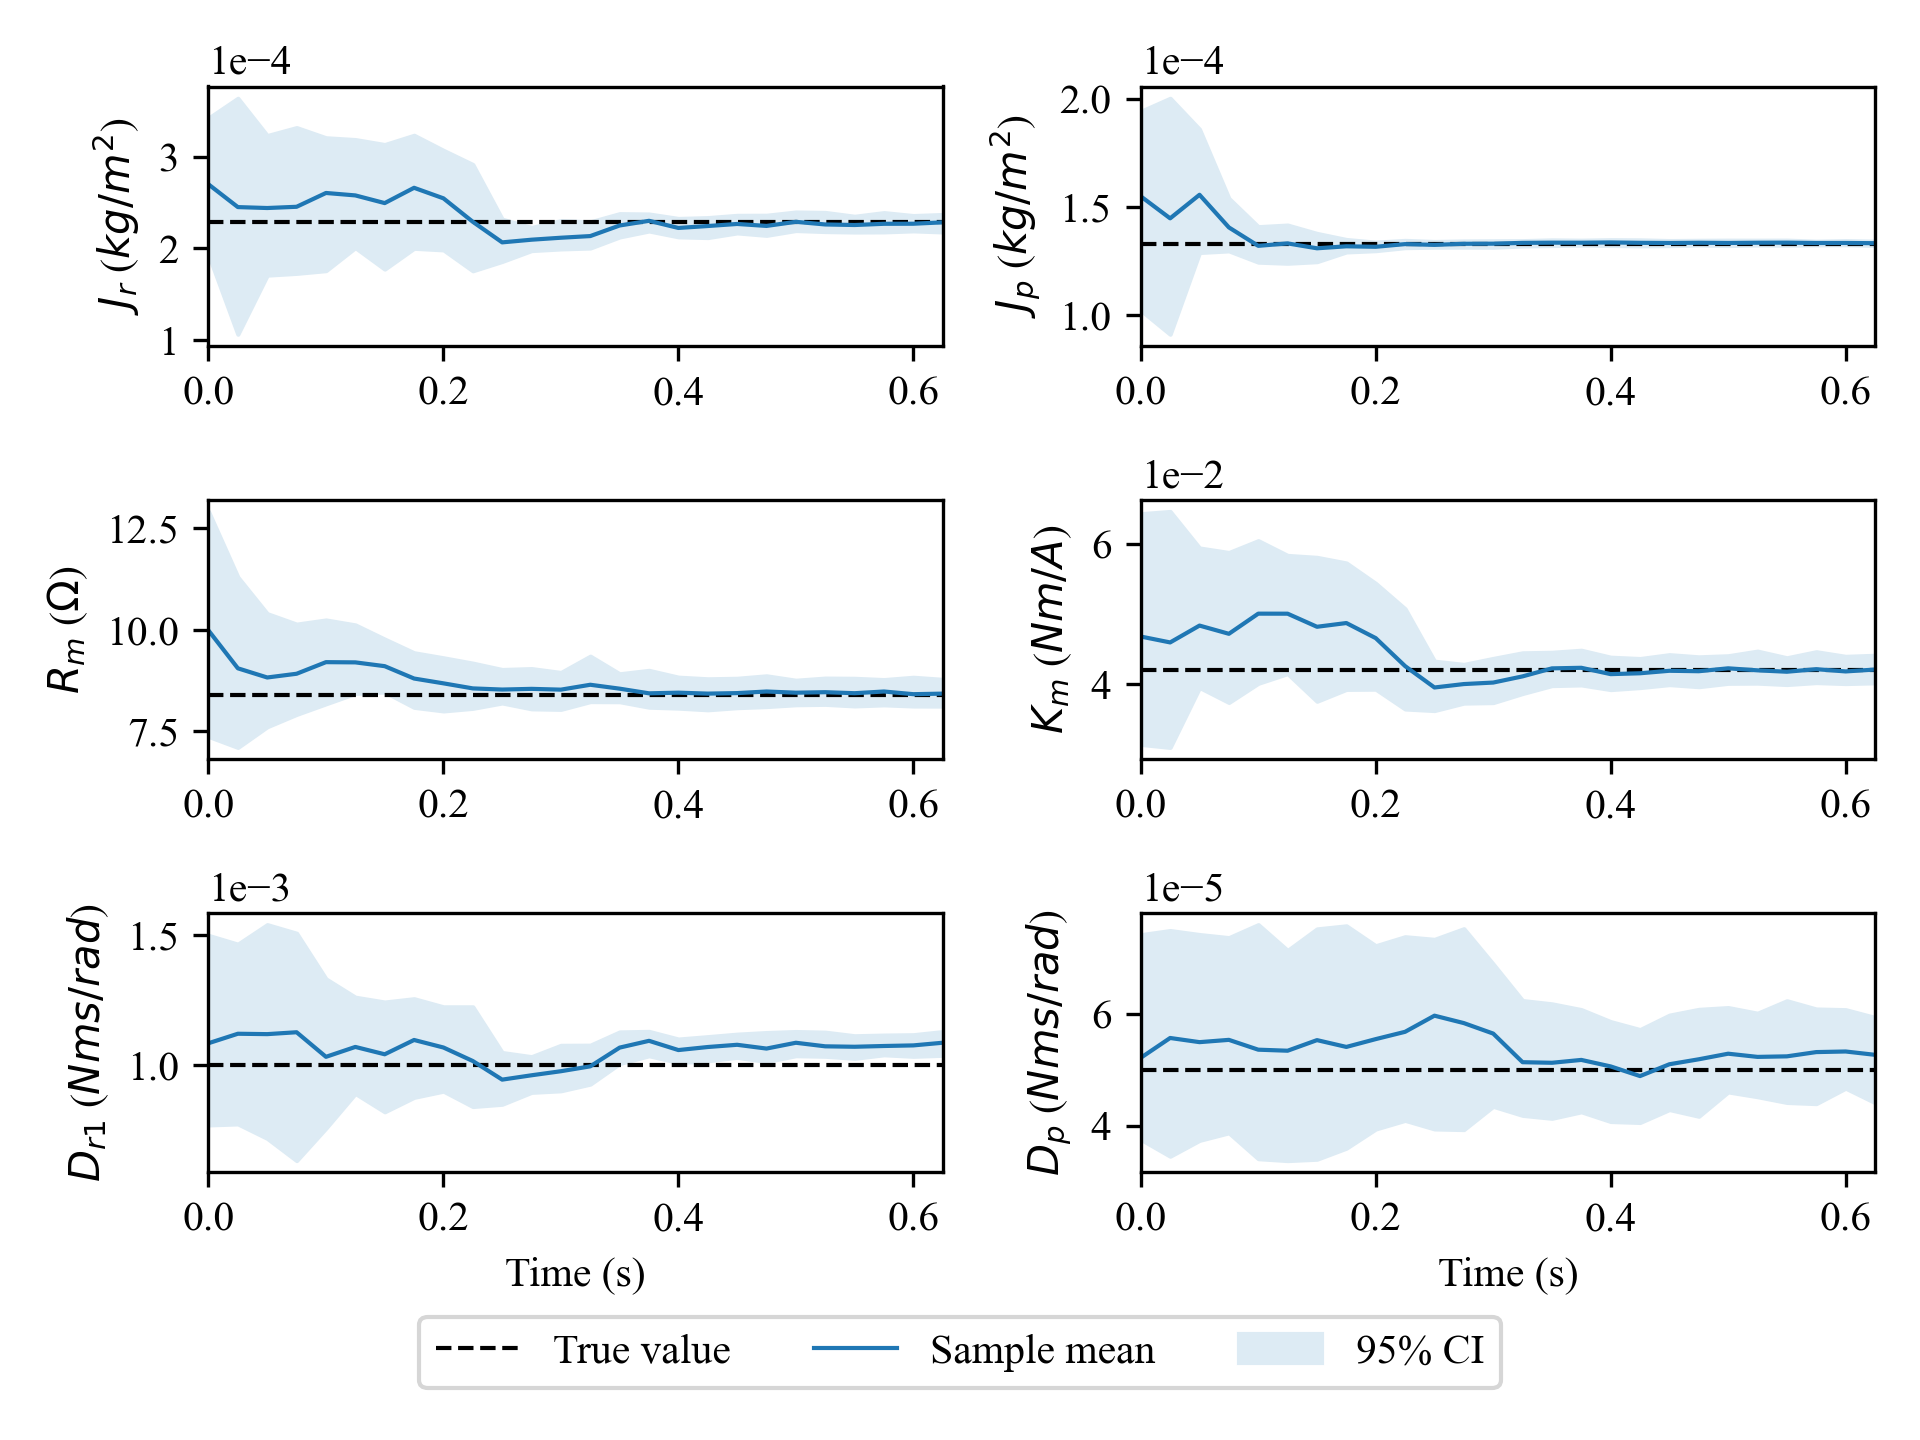 1e−4
J_r (kg/m^2)
3
2
1
0.0 0.2 0.4 0.6
1e−4
J_p (kg/m^2)
2.0
1.5
1.0
0.0 0.2 0.4 0.6
R_m (Ω)
12.5
10.0
7.5
0.0 0.2 0.4 0.6
1e−2
K_m (Nm/A)
6
4
0.0 0.2 0.4 0.6
1e−3
D_{r1} (Nms/rad)
1.5
1.0
0.0 0.2 0.4 0.6
Time (s)
1e−5
D_p (Nms/rad)
6
4
0.0 0.2 0.4 0.6
Time (s)
True value Sample mean 95% CI